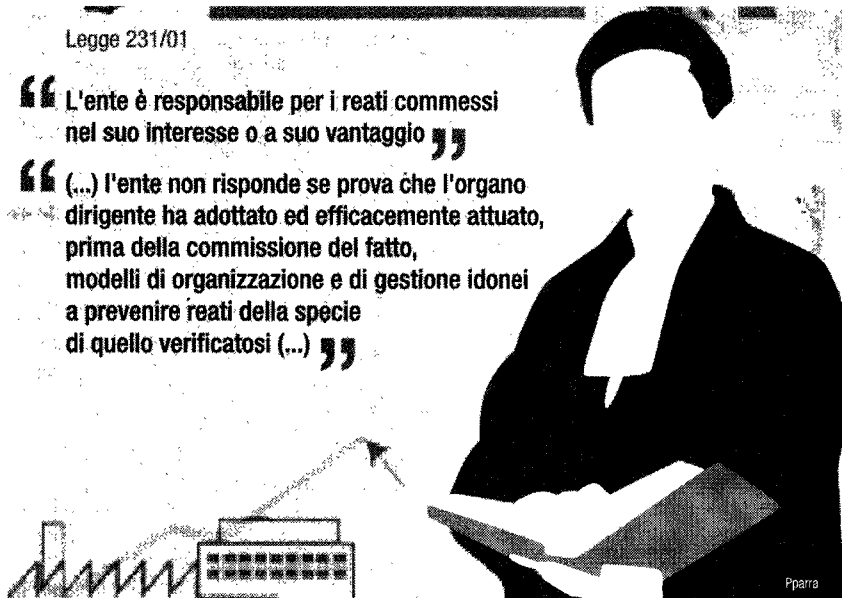 Legge 231/01
“ L'ente è responsabile per i reati commessi
nel suo interesse o a suo vantaggio ”
“ (...) l'ente non risponde se prova che l'organo
dirigente ha adottato ed efficacemente attuato,
prima della commissione del fatto,
modelli di organizzazione e di gestione idonei
a prevenire reati della specie
di quello verificatosi (...) ”
Pparra